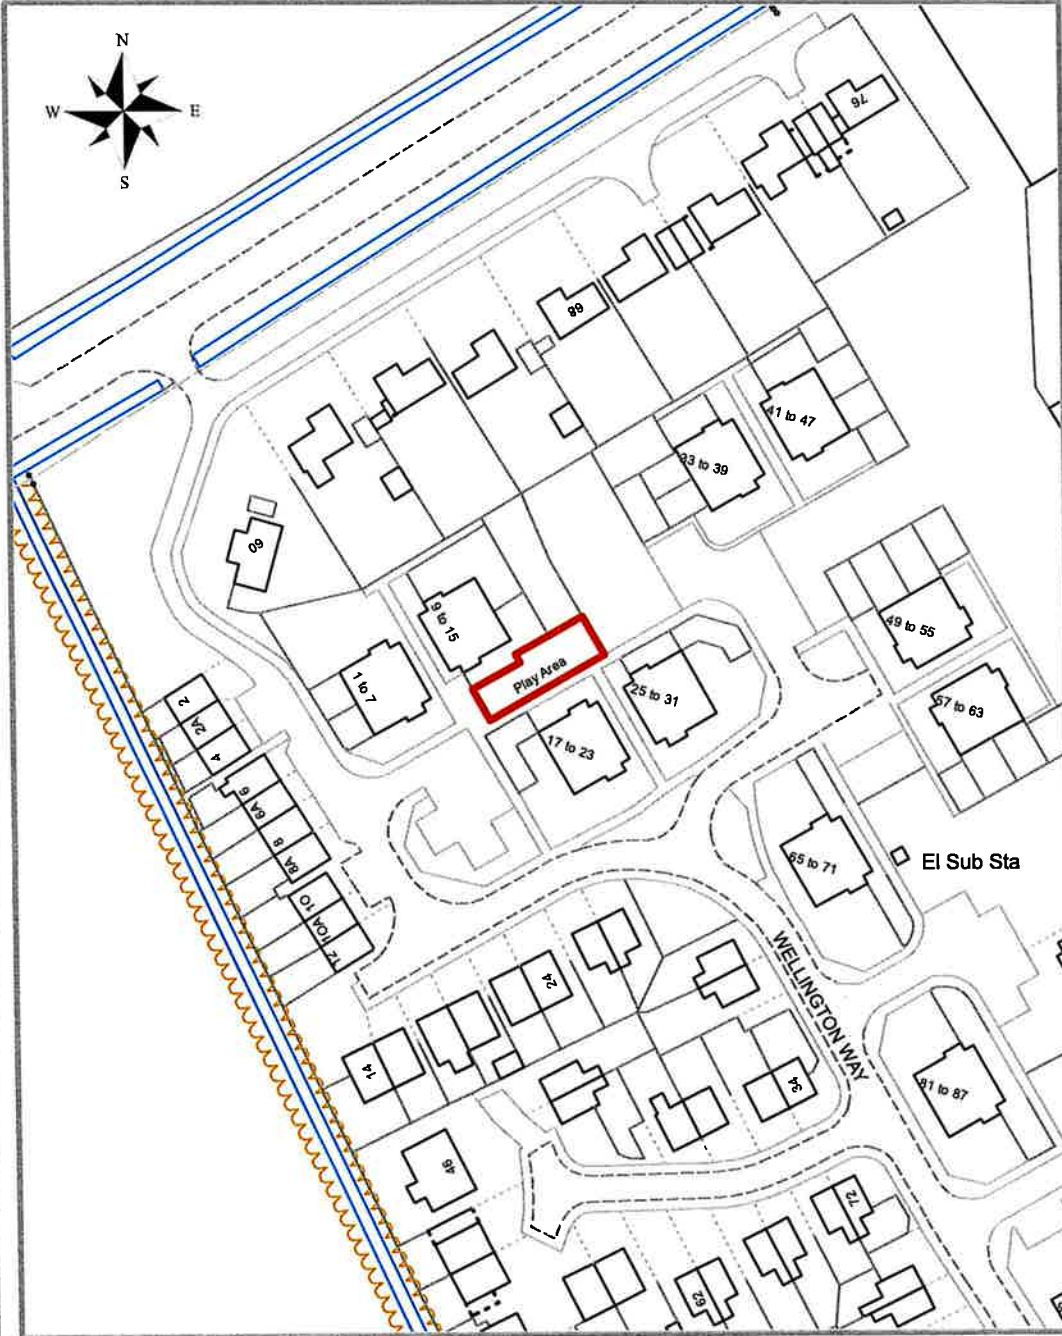 N
W E
S
76
68
41 to 47
33 to 39
60
9 to 15
49 to 55
1 to 7
Play Area
25 to 31
57 to 63
2
2A
4
17 to 23
6
6A
8
8A
65 to 71
El Sub Sta
10
10A
12
24
WELLINGTON WAY
14
34
81 to 87
46
72
62